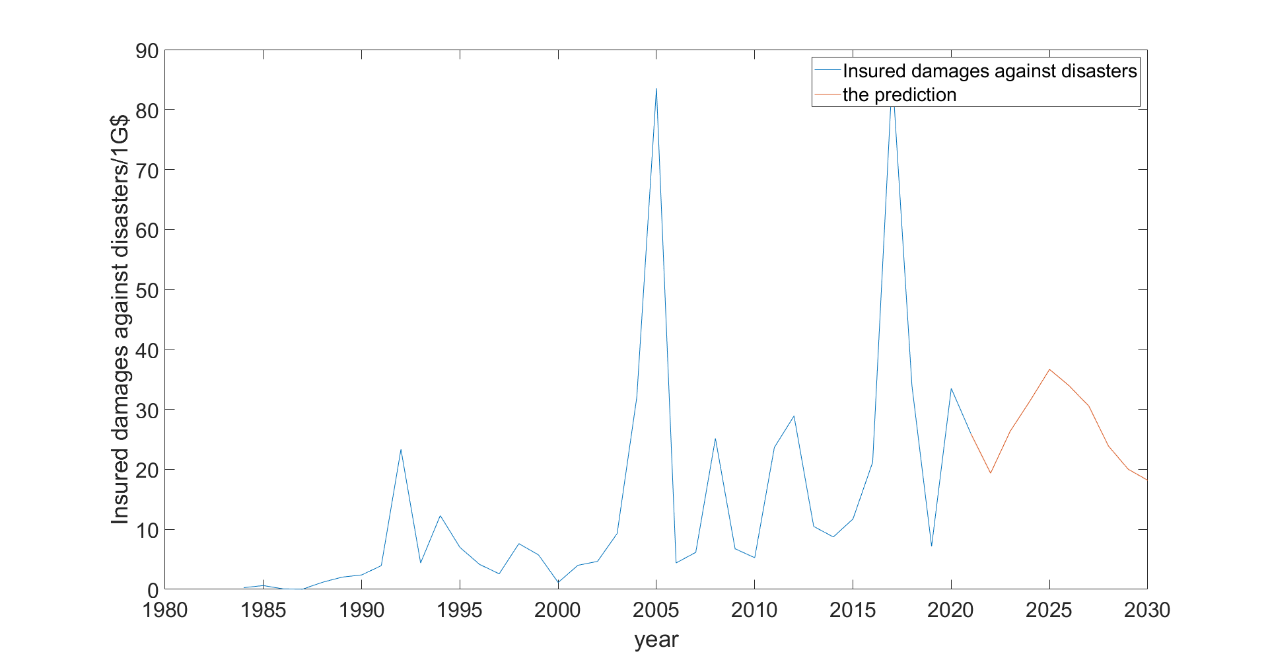 Insured damages against disasters
the prediction
Insured damages against disasters/1G$
90
80
70
60
50
40
30
20
10
0
1980 1985 1990 1995 2000 2005 2010 2015 2020 2025 2030
year